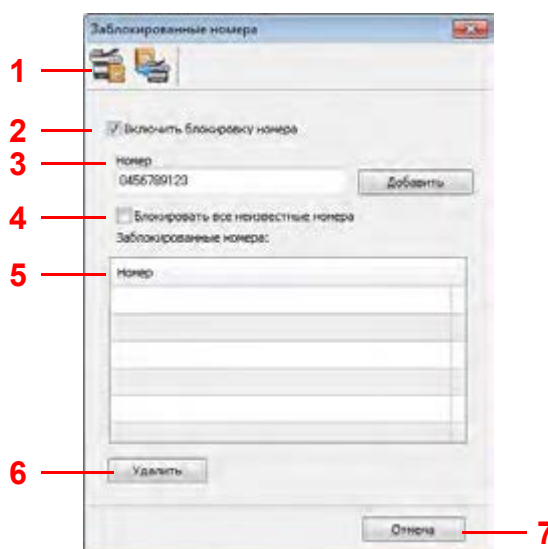 Заблокированные номера
1
2 Включить блокировку номера
3 Номер
0456789123 Добавить
4 Блокировать все неизвестные номера
Заблокированные номера:
5 Номер
6 Удалить
Отмена 7